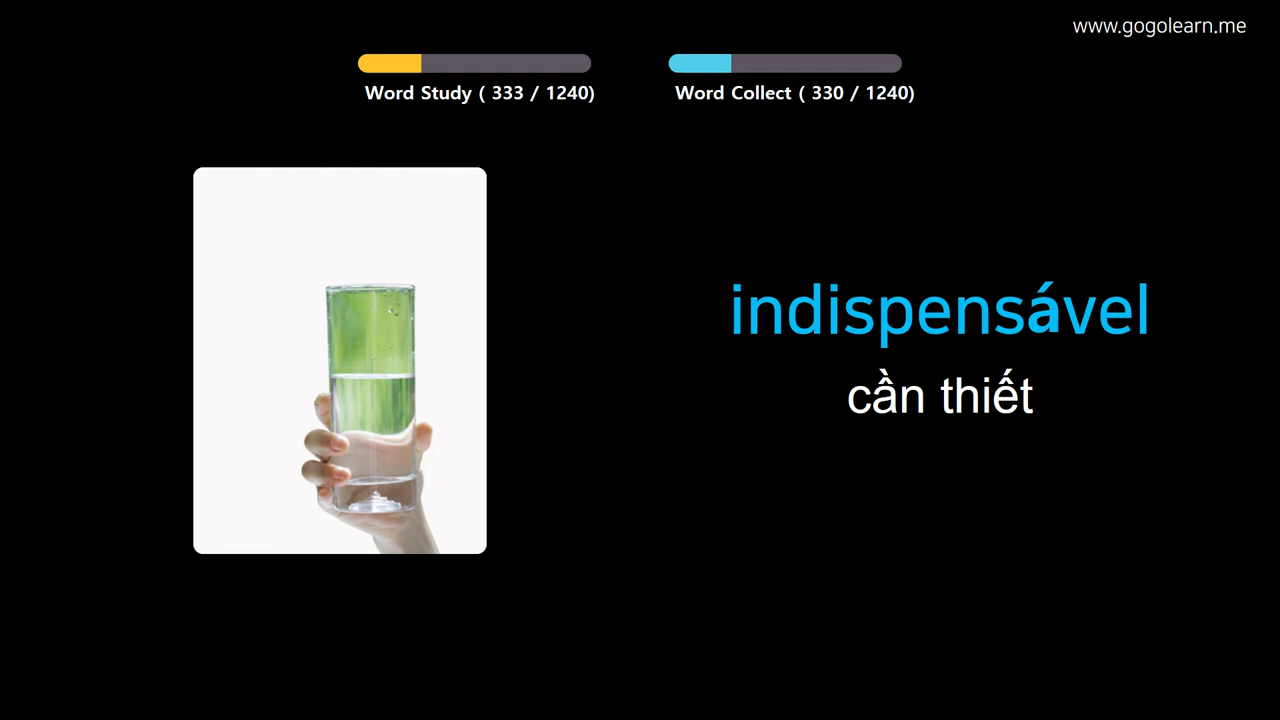 www.gogolearn.me
Word Study ( 333 / 1240)
Word Collect ( 330 / 1240)
indispensável
cần thiết